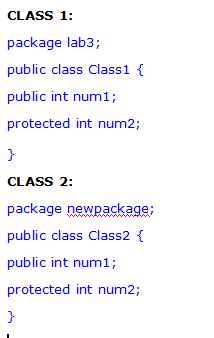 CLASS 1:
package lab3;
public class Class1 {
public int num1;
protected int num2;
}
CLASS 2:
package newpackage;
public class Class2 {
public int num1;
protected int num2;
}